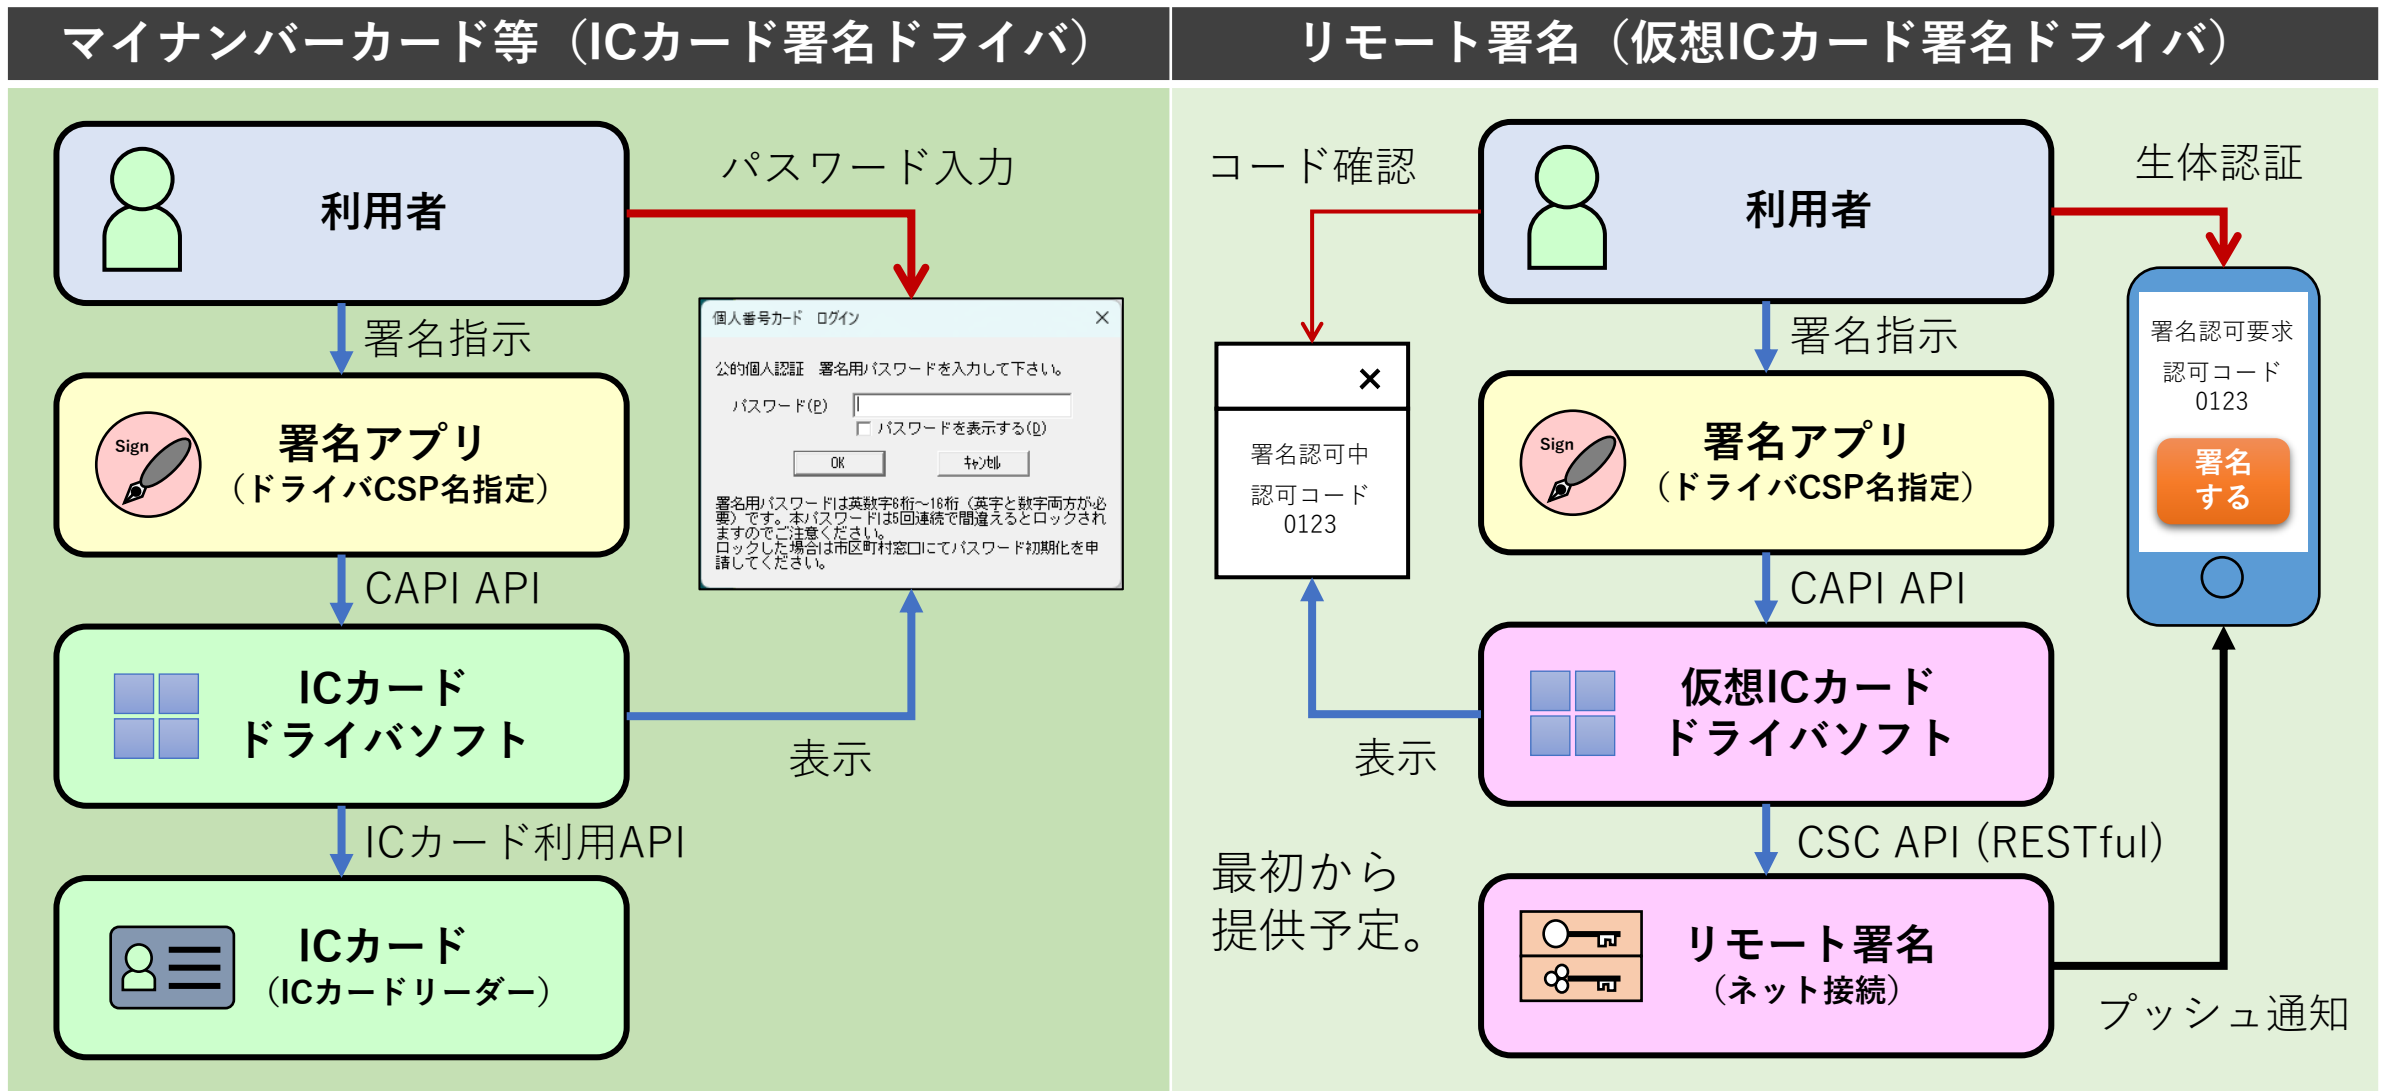 マイナンバーカード等（ICカード署名ドライバ）
利用者
パスワード入力
署名指示
個人番号カード　ログイン
公的個人認証　署名用パスワードを入力して下さい。
パスワード(P)
パスワードを表示する(D)
OK
ｷｬﾝｾﾙ
署名用パスワードは英数字6桁～16桁（英字と数字両方が必
要）です。本パスワードは5回連続で間違えるとロックされ
ますのでご注意ください。
ロックした場合は市区町村窓口にてパスワード初期化を申
請してください。
Sign
署名アプリ
（ドライバCSP名指定）
CAPI API
ICカード
ドライバソフト
表示
ICカード利用API
ICカード
（ICカードリーダー）
リモート署名（仮想ICカード署名ドライバ）
コード確認
利用者
生体認証
署名指示
署名認可中
認可コード
0123
Sign
署名アプリ
（ドライバCSP名指定）
署名認可要求
認可コード
0123
署名
する
CAPI API
仮想ICカード
ドライバソフト
表示
CSC API (RESTful)
最初から
提供予定。
リモート署名
（ネット接続）
プッシュ通知